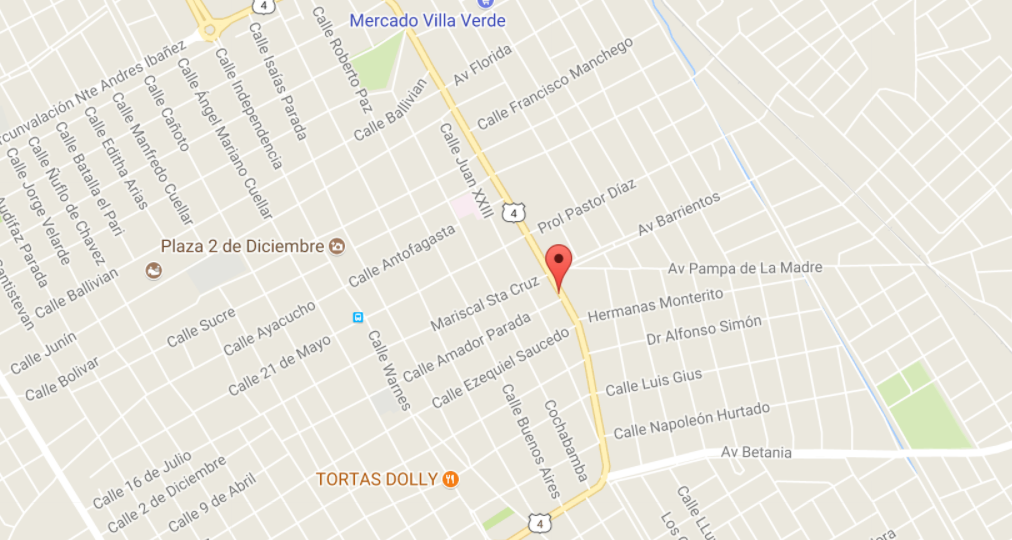 4
Mercado Villa Verde
Calle Roberto Paz
Calle Isaías Parada
Av Florida
Calle Francisco Manchego
rcunvalación Nte Andres Ibañez
Calle Independencia
Calle Ángel Mariano Cuellar
Calle Cañoto
Calle Manfredo Cuellar
Calle Editha Arias
Calle Batalla el Pari
Calle Ñuflo de Chavez
Calle Jorge Velarde
Audifaz Parada
Santistevan
Calle Ballivian
Calle Juan XXIII
4
Prol Pastor Díaz
Av Barrientos
Plaza 2 de Diciembre
Calle Antofagasta
Calle Ballivian
Av Pampa de La Madre
Mariscal Sta Cruz
Hermanas Monterito
Calle Sucre
Calle Ayacucho
Calle Amador Parada
Dr Alfonso Simón
Calle Junín
Calle Bolivar
Calle 21 de Mayo
Calle Warnes
Calle Ezequiel Saucedo
Calle Luis Gius
Calle Buenos Aires
Cochabamba
Calle Napoleón Hurtado
Av Betania
Calle 16 de Julio
Calle 2 de Diciembre
Calle 9 de Abril
TORTAS DOLLY
4